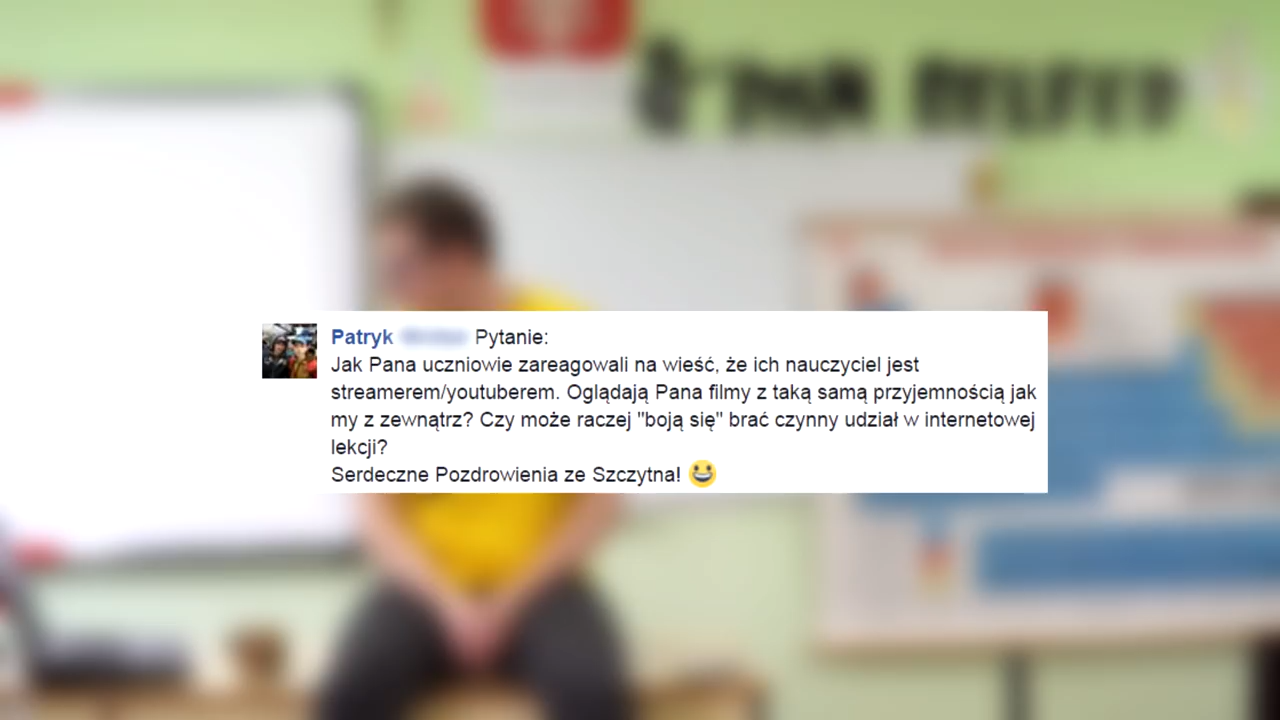 Patryk Pytanie:
Jak Pana uczniowie zareagowali na wieść, że ich nauczyciel jest
streamerem/youtuberem. Oglądają Pana filmy z taką samą przyjemnością jak
my z zewnątrz? Czy może raczej "boją się" brać czynny udział w internetowej
lekcji?
Serdeczne Pozdrowienia ze Szczytna! 😀